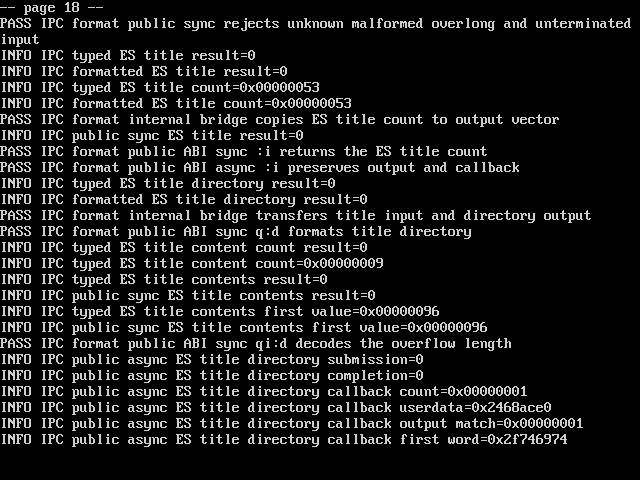 -- page 18 --
PASS IPC format public sync rejects unknown malformed overlong and unterminated
input
INFO IPC typed ES title result=0
INFO IPC formatted ES title result=0
INFO IPC typed ES title count=0x00000053
INFO IPC formatted ES title count=0x00000053
PASS IPC format internal bridge copies ES title count to output vector
INFO IPC public sync ES title result=0
PASS IPC format public ABI sync :i returns the ES title count
PASS IPC format public ABI async :i preserves output and callback
INFO IPC typed ES title directory result=0
INFO IPC formatted ES title directory result=0
PASS IPC format internal bridge transfers title input and directory output
PASS IPC format public ABI sync q:d formats title directory
INFO IPC typed ES title content count result=0
INFO IPC typed ES title content count=0x00000009
INFO IPC typed ES title contents result=0
INFO IPC public sync ES title contents result=0
INFO IPC typed ES title contents first value=0x00000096
INFO IPC public sync ES title contents first value=0x00000096
PASS IPC format public ABI sync qi:d decodes the overflow length
INFO IPC public async ES title directory submission=0
INFO IPC public async ES title directory completion=0
INFO IPC public async ES title directory callback count=0x00000001
INFO IPC public async ES title directory callback userdata=0x2468ace0
INFO IPC public async ES title directory callback output match=0x00000001
INFO IPC public async ES title directory callback first word=0x2f746974